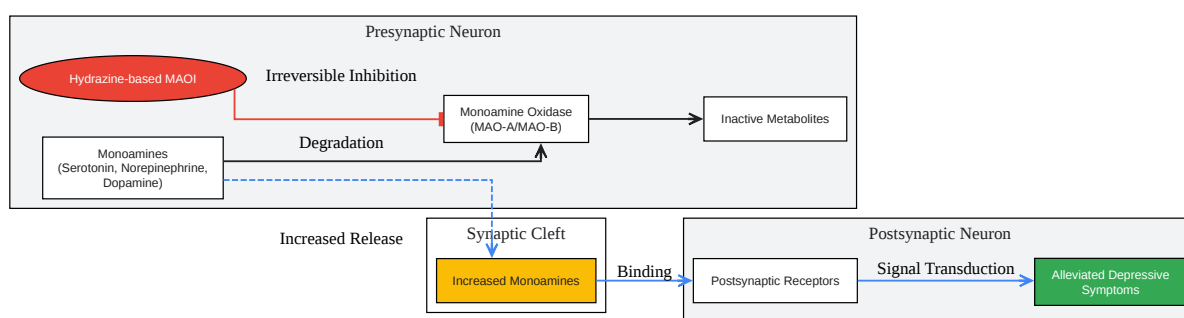 Presynaptic Neuron
Hydrazine-based MAOI
Irreversible Inhibition
Monoamine Oxidase
(MAO-A/MAO-B)
Inactive Metabolites
Degradation
Monoamines
(Serotonin, Norepinephrine,
Dopamine)
Increased Release
Synaptic Cleft
Increased Monoamines
Binding
Postsynaptic Neuron
Postsynaptic Receptors
Signal Transduction
Alleviated Depressive
Symptoms